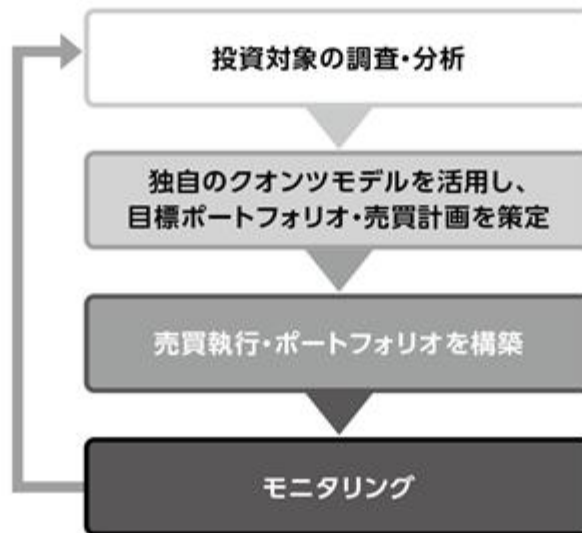 投資対象の調査・分析
独自のクオンツモデルを活用し、
目標ポートフォリオ・売買計画を策定
売買執行・ポートフォリオを構築
モニタリング